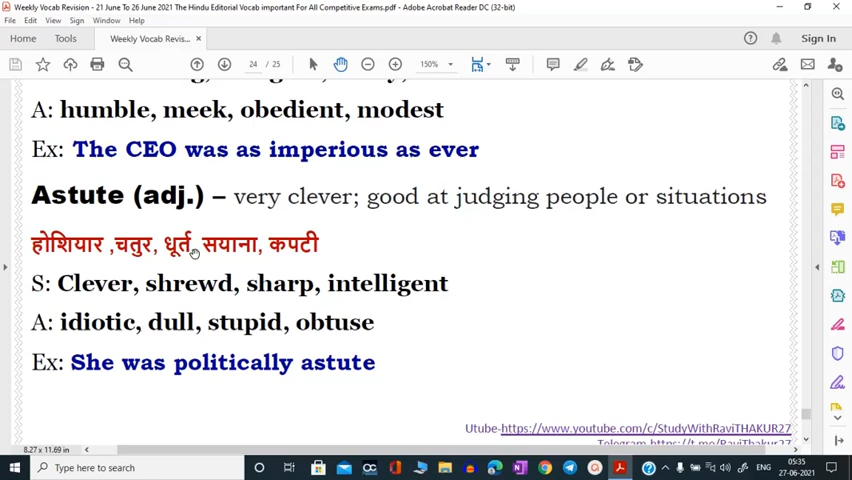 Weekly Vocab Revision - 21 June To 26 June 2021 The Hindu Editorial Vocab important For All Competitive Exams.pdf - Adobe Acrobat Reader DC (32-bit)
File Edit View Sign Window Help
Home Tools Weekly Vocab Revis... × Sign In
24 / 25 150%
A: humble, meek, obedient, modest
Ex: The CEO was as imperious as ever
Astute (adj.) – very clever; good at judging people or situations
होशियार ,चतुर, धूर्त, सयाना, कपटी
S: Clever, shrewd, sharp, intelligent
A: idiotic, dull, stupid, obtuse
Ex: She was politically astute
Utube-https://www.youtube.com/c/StudyWithRaviTHAKUR27
Telegram-https://t.me/RaviTHAKUR27
8.27 x 11.69 in
Type here to search
ENG
05:35
27-06-2021